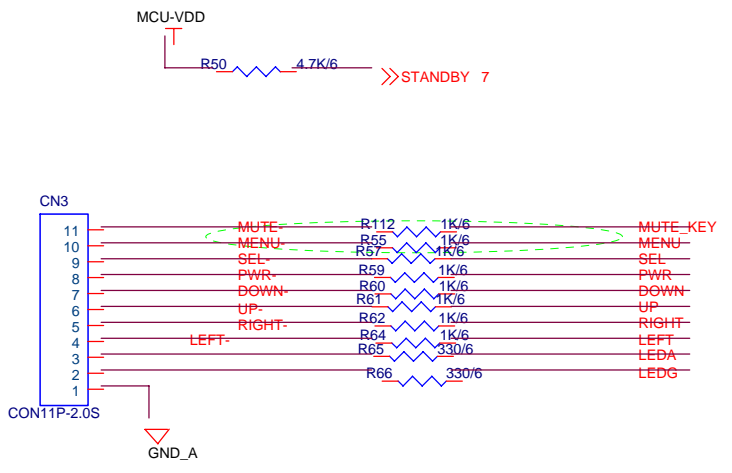 MCU-VDD
R50 4.7K/6
STANDBY 7
CN3
11 MUTE- R112 1K/6 MUTE_KEY
10 MENU- R55 1K/6 MENU
9 SEL- R57 1K/6 SEL
8 PWR- R59 1K/6 PWR
7 DOWN- R60 1K/6 DOWN
6 UP- R61 1K/6 UP
5 RIGHT- R62 1K/6 RIGHT
4 LEFT- R64 1K/6 LEFT
3 R65 330/6 LEDA
2 R66 330/6 LEDG
1
CON11P-2.0S
GND_A